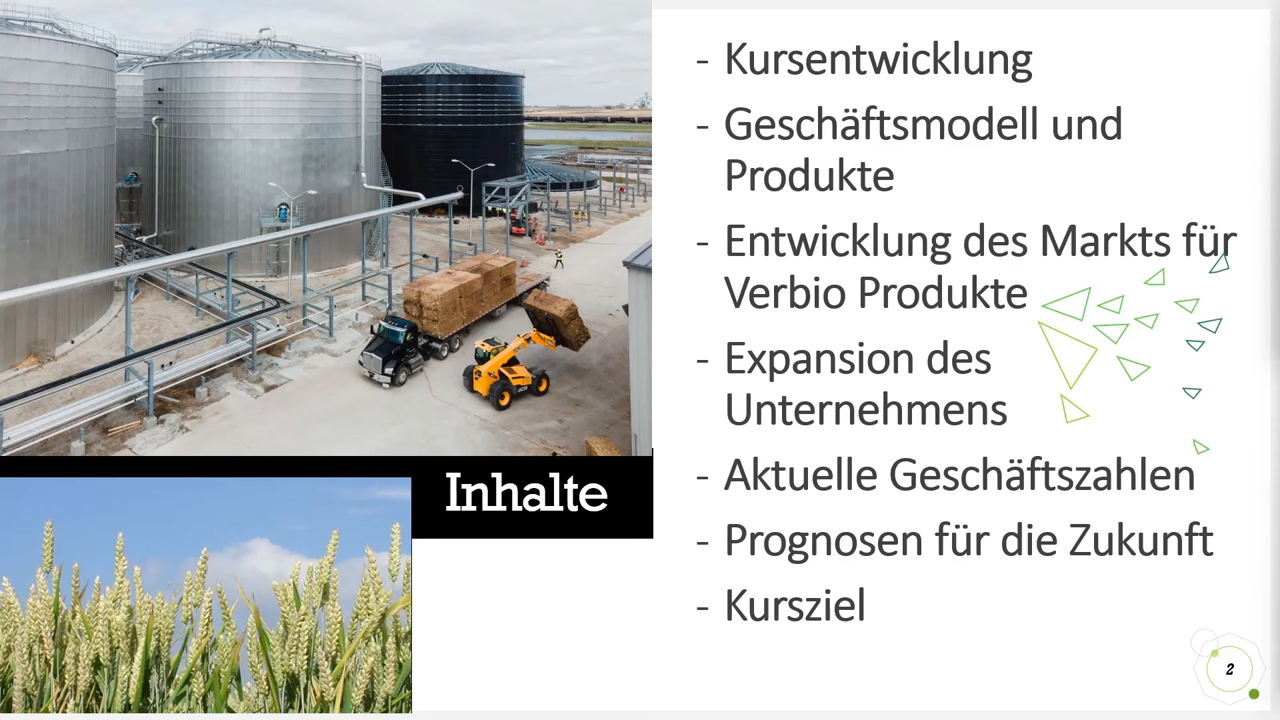 - Kursentwicklung
- Geschäftsmodell und
Produkte
- Entwicklung des Markts für
Verbio Produkte
- Expansion des
Unternehmens
- Aktuelle Geschäftszahlen
- Prognosen für die Zukunft
- Kursziel
Inhalte
2